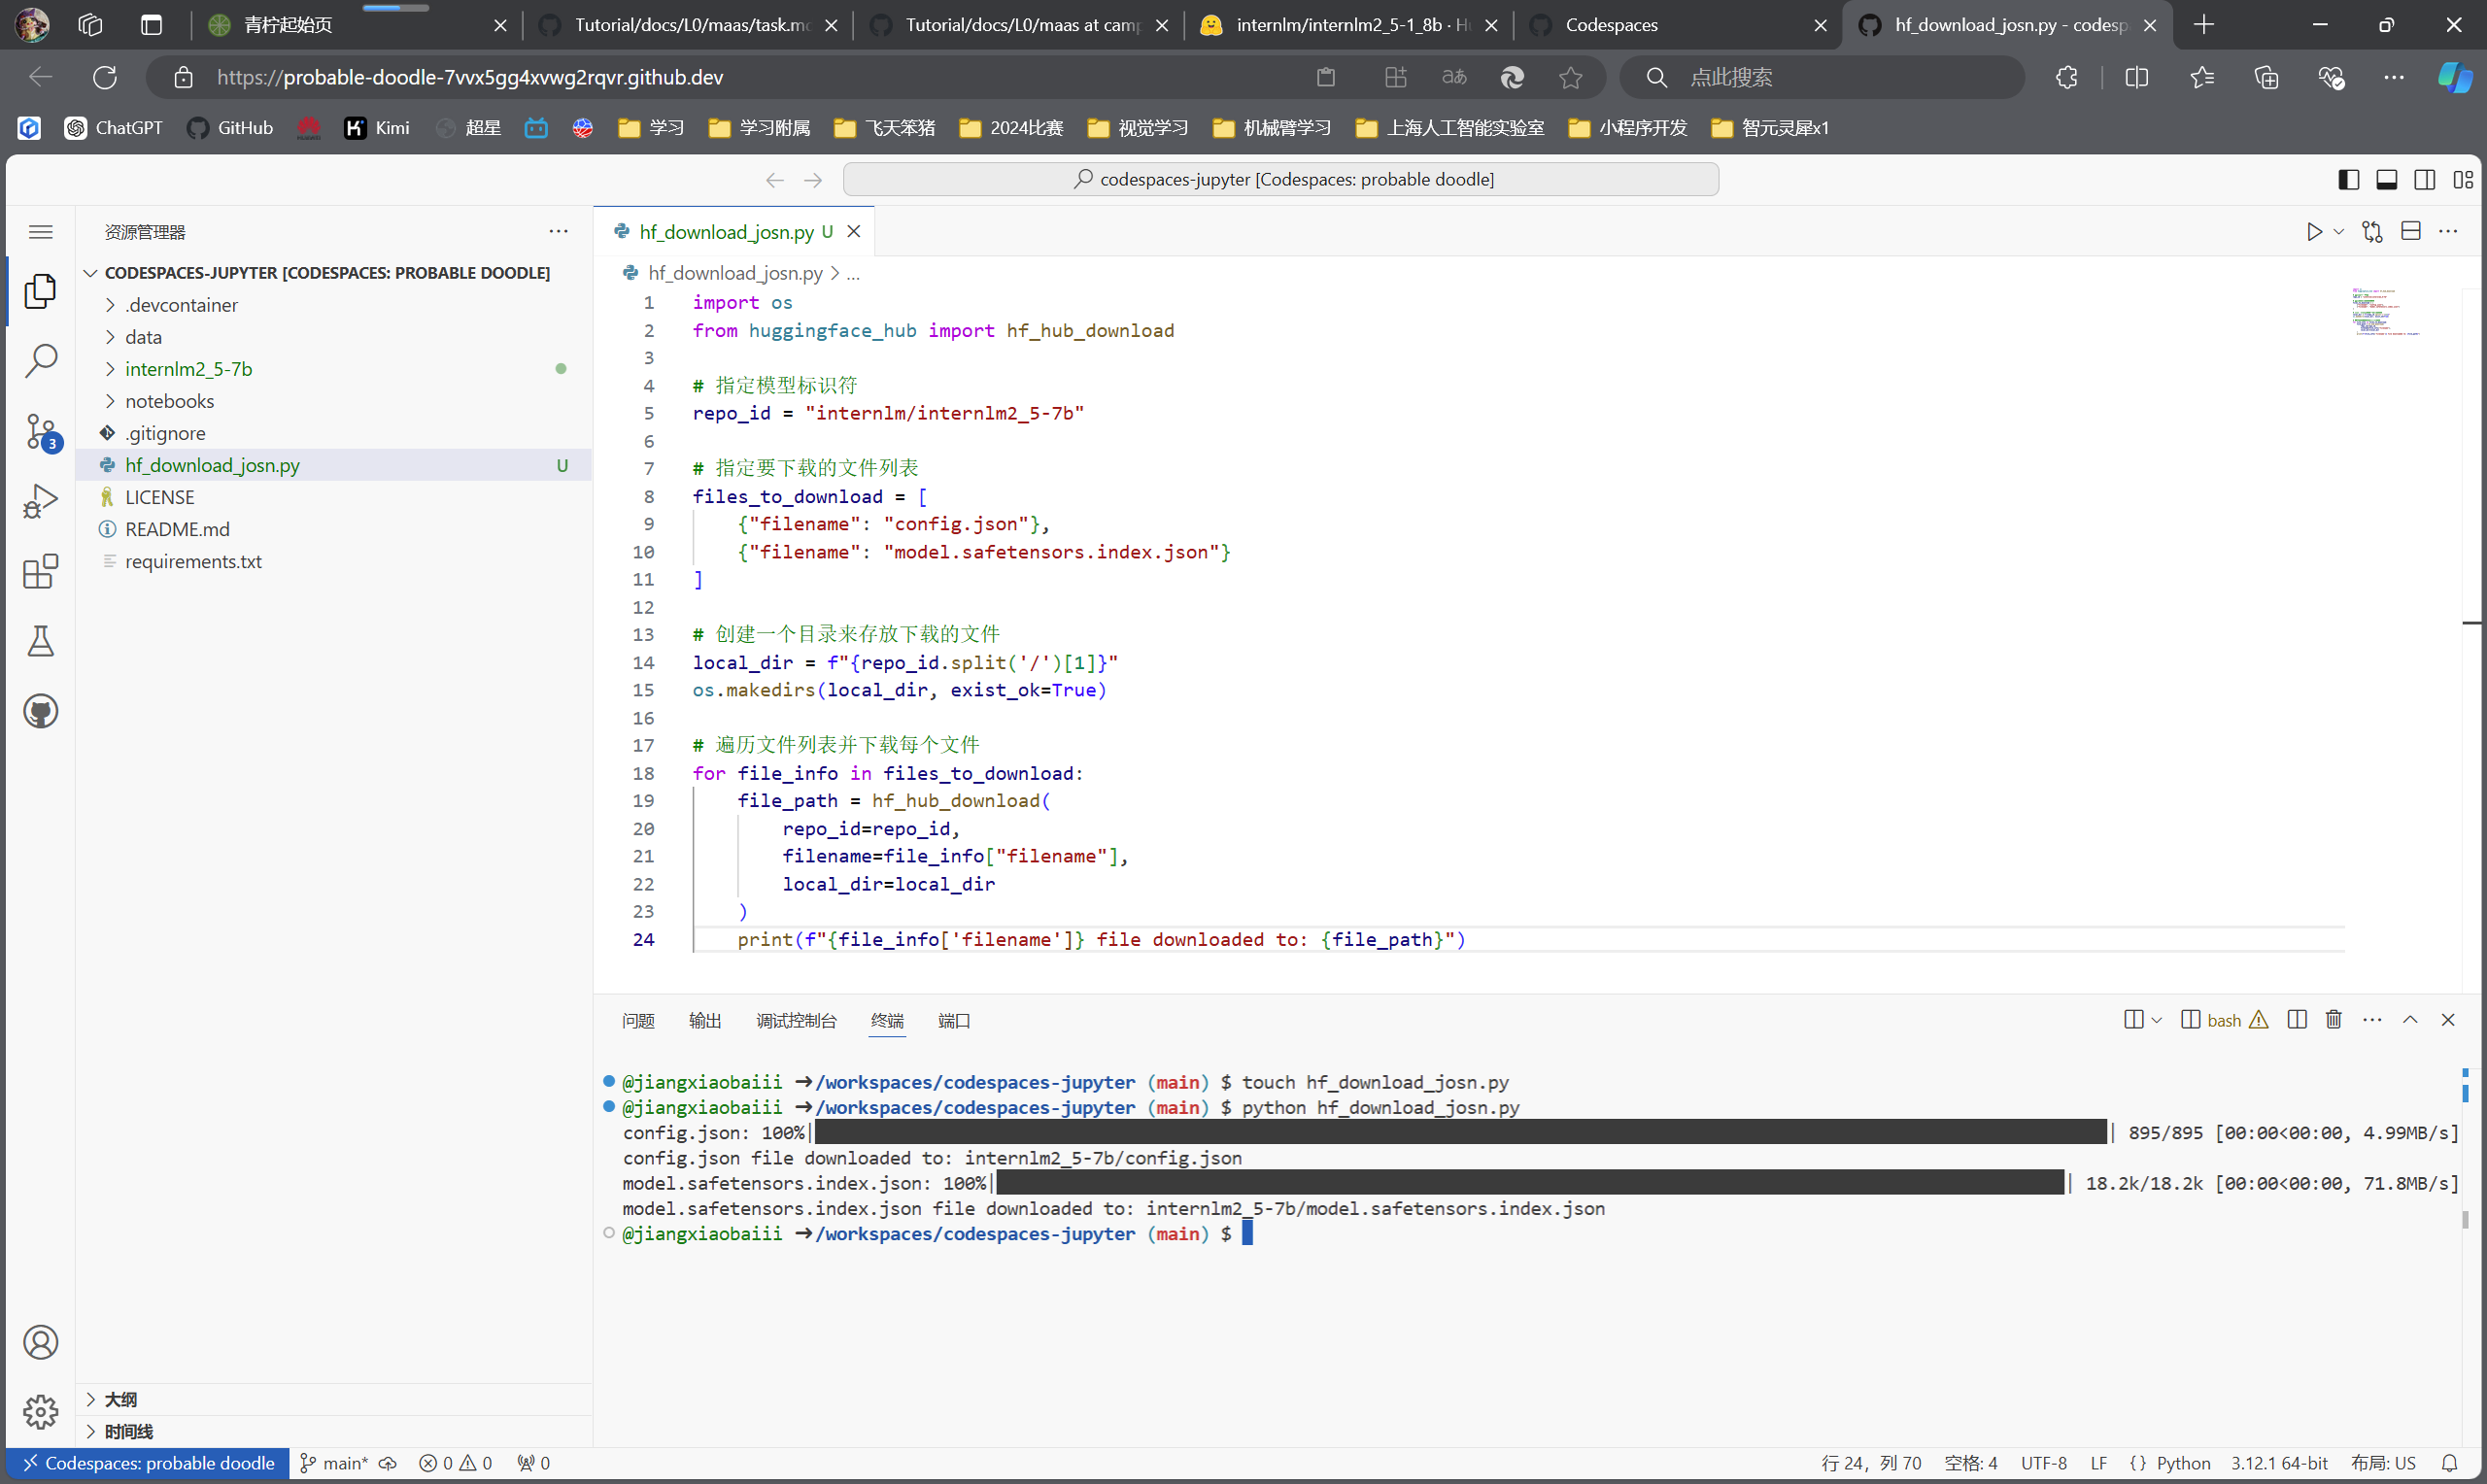 青柠起始页
Tutorial/docs/L0/maas/task.mc
Tutorial/docs/L0/maas at camp
internlm/internlm2_5-1_8b · Hu
Codespaces
hf_download_josn.py - codesp
https://probable-doodle-7vvx5gg4xvwg2rqvr.github.dev
点此搜索
ChatGPT GitHub Kimi 超星 学习 学习附属 飞天笨猪 2024比赛 视觉学习 机械臂学习 上海人工智能实验室 小程序开发 智元灵犀x1
codespaces-jupyter [Codespaces: probable doodle]
资源管理器
CODESPACES-JUPYTER [CODESPACES: PROBABLE DOODLE]
.devcontainer
data
internlm2_5-7b
notebooks
.gitignore
hf_download_josn.py U
LICENSE
README.md
requirements.txt
大纲
时间线
3
hf_download_josn.py U
hf_download_josn.py > ...
1 import os
2 from huggingface_hub import hf_hub_download
3
4 # 指定模型标识符
5 repo_id = "internlm/internlm2_5-7b"
6
7 # 指定要下载的文件列表
8 files_to_download = [
9 {"filename": "config.json"},
10 {"filename": "model.safetensors.index.json"}
11 ]
12
13 # 创建一个目录来存放下载的文件
14 local_dir = f"{repo_id.split('/')[1]}"
15 os.makedirs(local_dir, exist_ok=True)
16
17 # 遍历文件列表并下载每个文件
18 for file_info in files_to_download:
19 file_path = hf_hub_download(
20 repo_id=repo_id,
21 filename=file_info["filename"],
22 local_dir=local_dir
23 )
24 print(f"{file_info['filename']} file downloaded to: {file_path}")
问题 输出 调试控制台 终端 端口
bash
@jiangxiaobaiii ➜/workspaces/codespaces-jupyter (main) $ touch hf_download_josn.py
@jiangxiaobaiii ➜/workspaces/codespaces-jupyter (main) $ python hf_download_josn.py
config.json: 100%| | 895/895 [00:00<00:00, 4.99MB/s]
config.json file downloaded to: internlm2_5-7b/config.json
model.safetensors.index.json: 100%| | 18.2k/18.2k [00:00<00:00, 71.8MB/s]
model.safetensors.index.json file downloaded to: internlm2_5-7b/model.safetensors.index.json
@jiangxiaobaiii ➜/workspaces/codespaces-jupyter (main) $
Codespaces: probable doodle main* 0 0 0 行 24, 列 70 空格: 4 UTF-8 LF {} Python 3.12.1 64-bit 布局: US